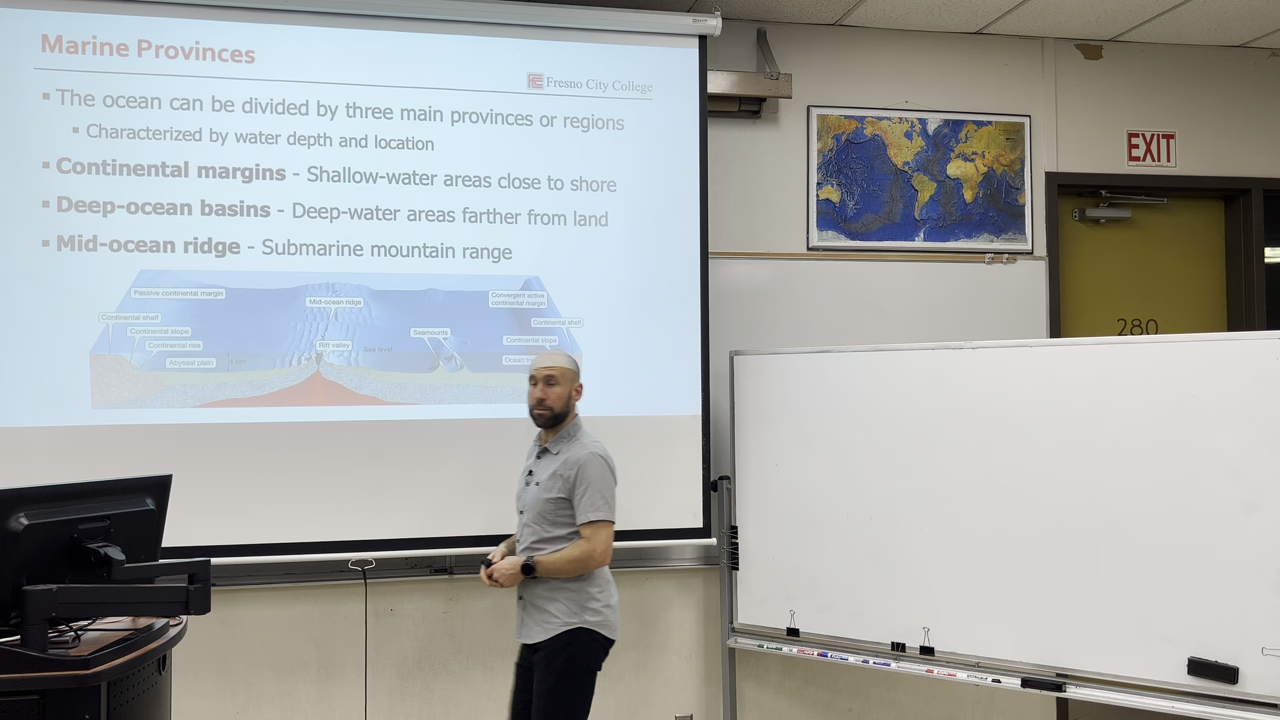 Marine Provinces
FCC Fresno City College
▪ The ocean can be divided by three main provinces or regions
▪ Characterized by water depth and location
▪ Continental margins - Shallow-water areas close to shore
▪ Deep-ocean basins - Deep-water areas farther from land
▪ Mid-ocean ridge - Submarine mountain range
Passive continental margin
Mid-ocean ridge
Convergent active
continental margin
Continental shelf
Continental shelf
Continental slope
Seamounts
Continental slope
Continental rise
Rift valley
Sea level
Abyssal plain
Ocean
EXIT
280